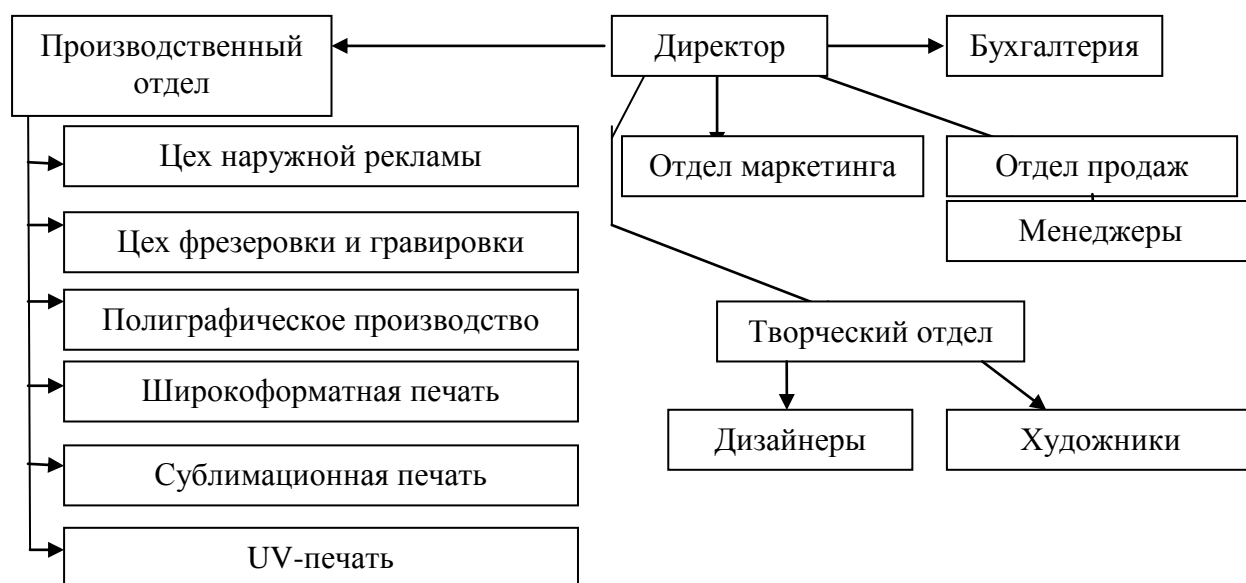 Производственный
отдел
Директор
Бухгалтерия
Цех наружной рекламы
Отдел маркетинга
Отдел продаж
Менеджеры
Цех фрезеровки и гравировки
Полиграфическое производство
Творческий отдел
Широкоформатная печать
Дизайнеры
Художники
Сублимационная печать
UV-печать